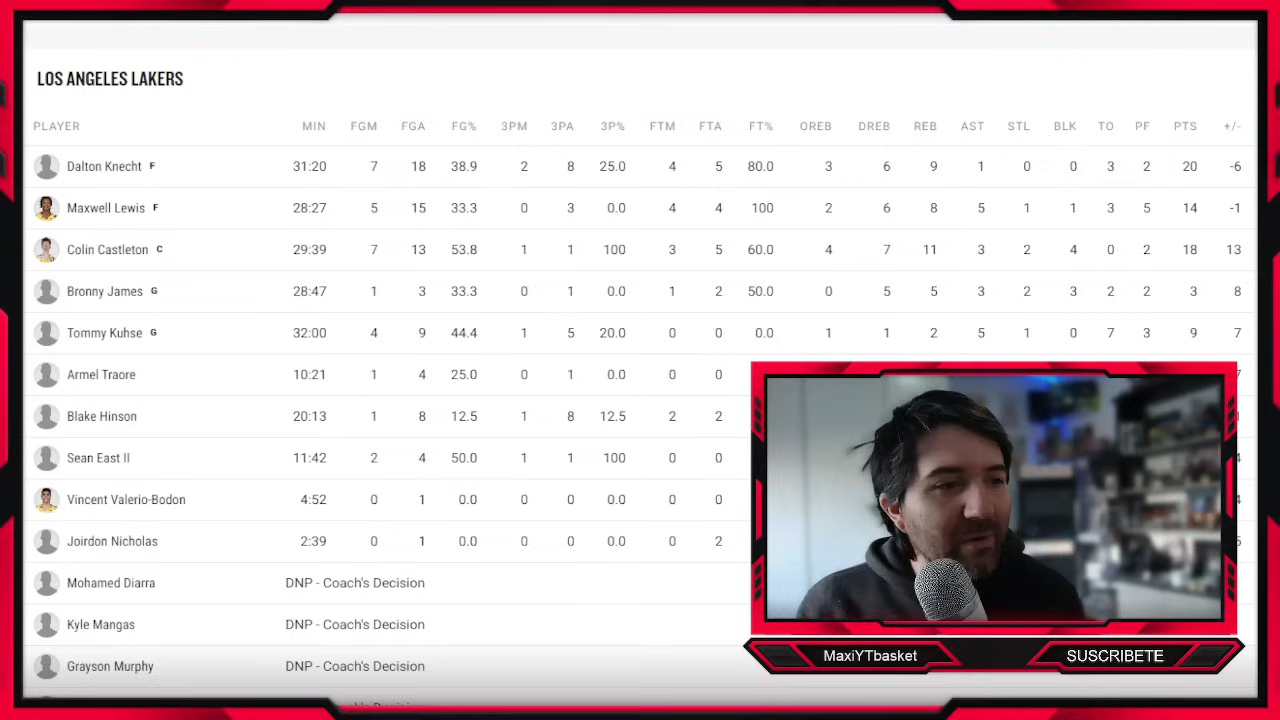 LOS ANGELES LAKERS
PLAYER MIN FGM FGA FG% 3PM 3PA 3P% FTM FTA FT% OREB DREB REB AST STL BLK TO PF PTS +/-
Dalton Knecht F 31:20 7 18 38.9 2 8 25.0 4 5 80.0 3 6 9 1 0 0 3 2 20 -6
Maxwell Lewis F 28:27 5 15 33.3 0 3 0.0 4 4 100 2 6 8 5 1 1 3 5 14 -1
Colin Castleton C 29:39 7 13 53.8 1 1 100 3 5 60.0 4 7 11 3 2 4 0 2 18 13
Bronny James G 28:47 1 3 33.3 0 1 0.0 1 2 50.0 0 5 5 3 2 3 2 2 3 8
Tommy Kuhse G 32:00 4 9 44.4 1 5 20.0 0 0 0.0 1 1 2 5 1 0 7 3 9 7
Armel Traore 10:21 1 4 25.0 0 1 0.0 0 0
Blake Hinson 20:13 1 8 12.5 1 8 12.5 2 2
Sean East II 11:42 2 4 50.0 1 1 100 0 0
Vincent Valerio-Bodon 4:52 0 1 0.0 0 0 0.0 0 0
Joirdon Nicholas 2:39 0 1 0.0 0 0 0.0 0 2
Mohamed Diarra DNP - Coach's Decision
Kyle Mangas DNP - Coach's Decision
Grayson Murphy DNP - Coach's Decision
MaxiYTbasket
SUSCRIBETE